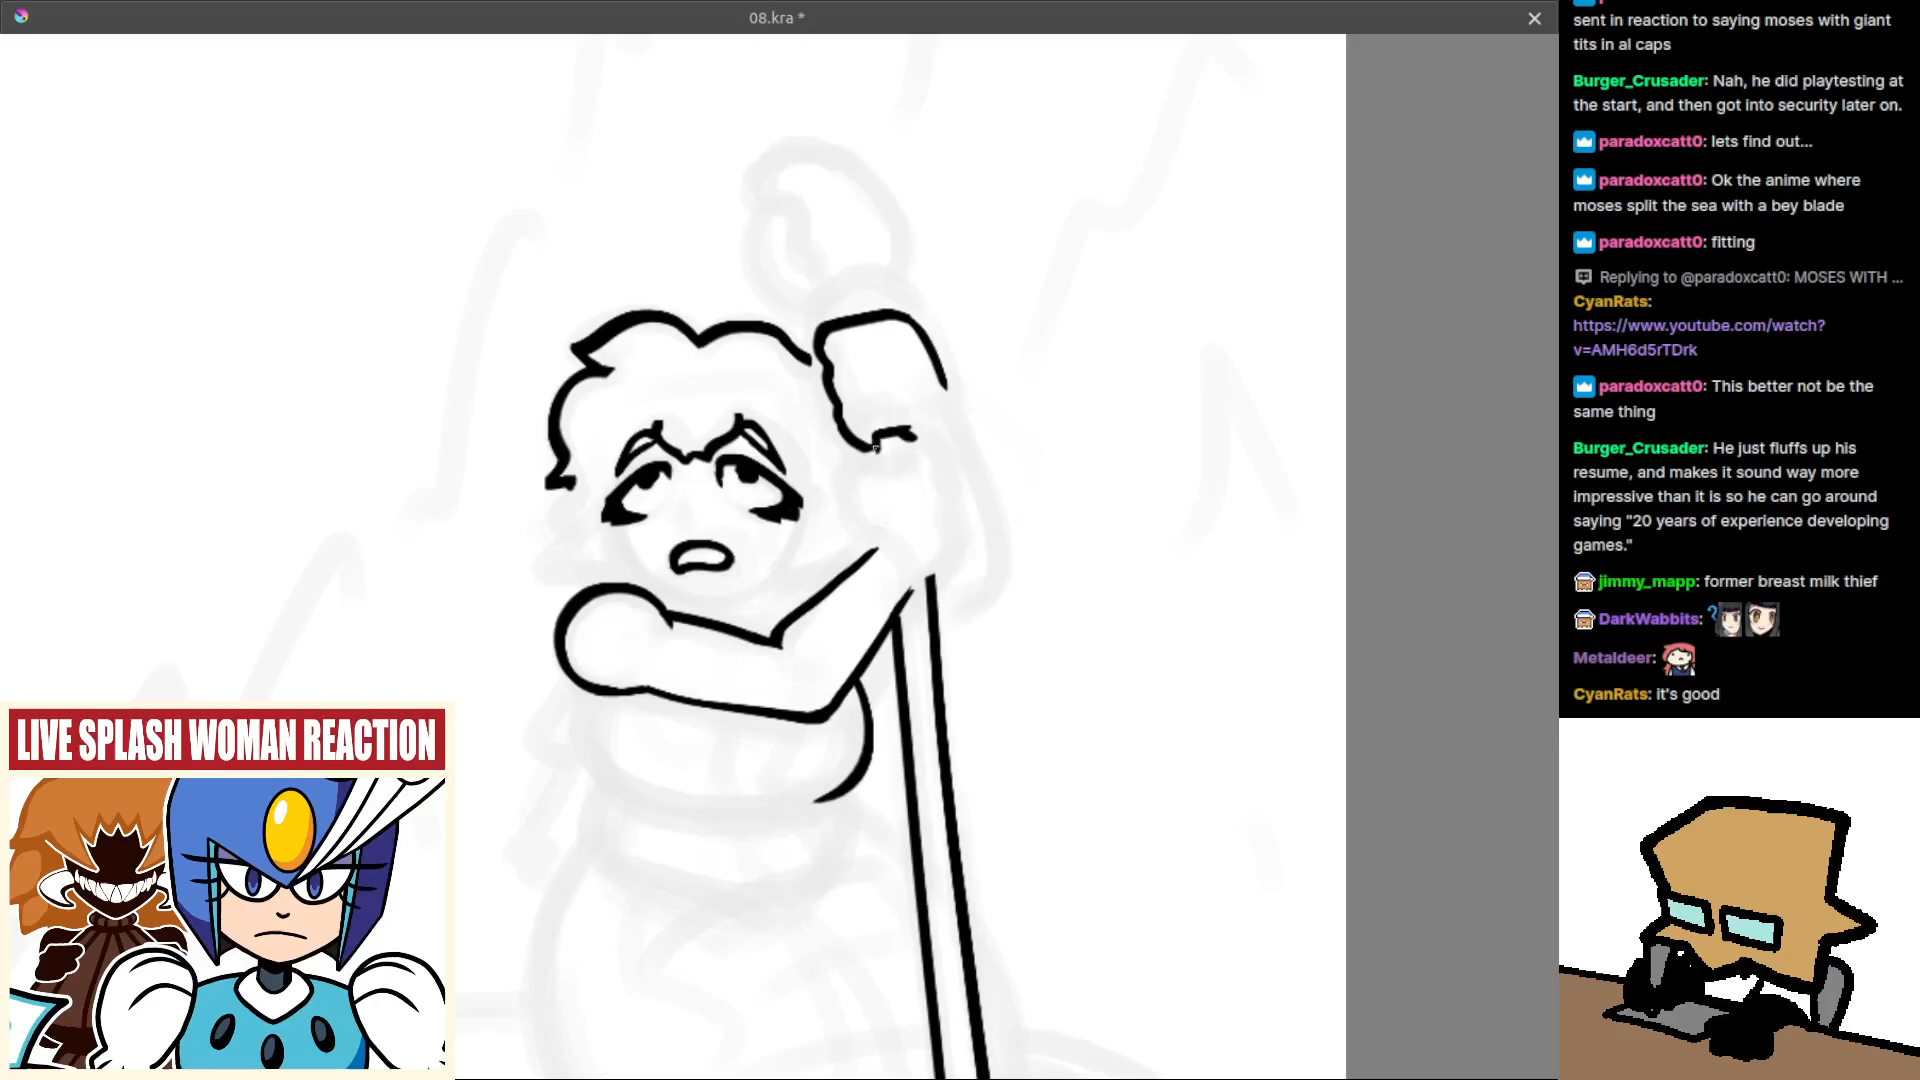 08.kra *
sent in reaction to saying moses with giant
tits in al caps
Burger_Crusader: Nah, he did playtesting at
the start, and then got into security later on.
paradoxcatt0: lets find out...
paradoxcatt0: Ok the anime where
moses split the sea with a bey blade
paradoxcatt0: fitting
Replying to @paradoxcatt0: MOSES WITH ...
CyanRats:
https://www.youtube.com/watch?
v=AMH6d5rTDrk
paradoxcatt0: This better not be the
same thing
Burger_Crusader: He just fluffs up his
resume, and makes it sound way more
impressive than it is so he can go around
saying "20 years of experience developing
games."
jimmy_mapp: former breast milk thief
DarkWabbits:
Metaldeer:
CyanRats: it's good
LIVE SPLASH WOMAN REACTION